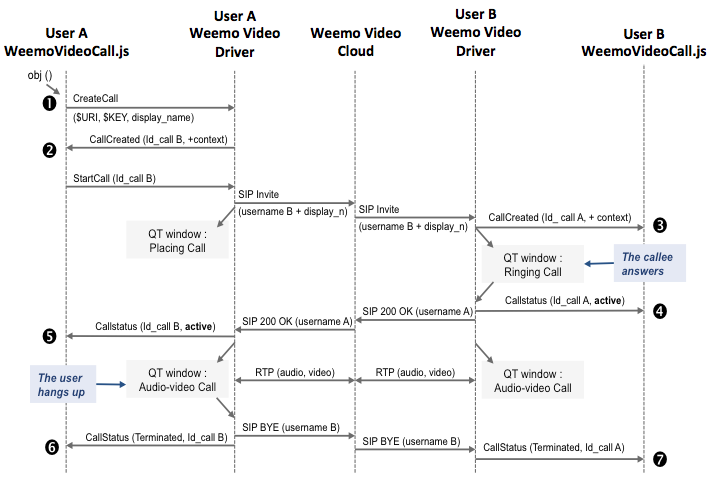 User A
WeemoVideoCall.js
User A
Weemo Video
Driver
Weemo Video
Cloud
User B
Weemo Video
Driver
User B
WeemoVideoCall.js
obj ()
❶
CreateCall
($URI, $KEY, display_name)
❷
CallCreated (Id_call B, +context)
StartCall (Id_call B)
SIP Invite
(username B + display_n)
SIP Invite
(username B + display_n)
CallCreated (Id_ call A, + context)
❸
QT window :
Placing Call
QT window :
Ringing Call
The callee
answers
Callstatus (Id_call A, active)
❹
SIP 200 OK (username A)
SIP 200 OK (username A)
❺
Callstatus (Id_call B, active)
The user
hangs up
QT window :
Audio-video Call
RTP (audio, video)
RTP (audio, video)
QT window :
Audio-video Call
SIP BYE (username B)
❻
CallStatus (Terminated, Id_call B)
SIP BYE (username B)
CallStatus (Terminated, Id_call A)
❼